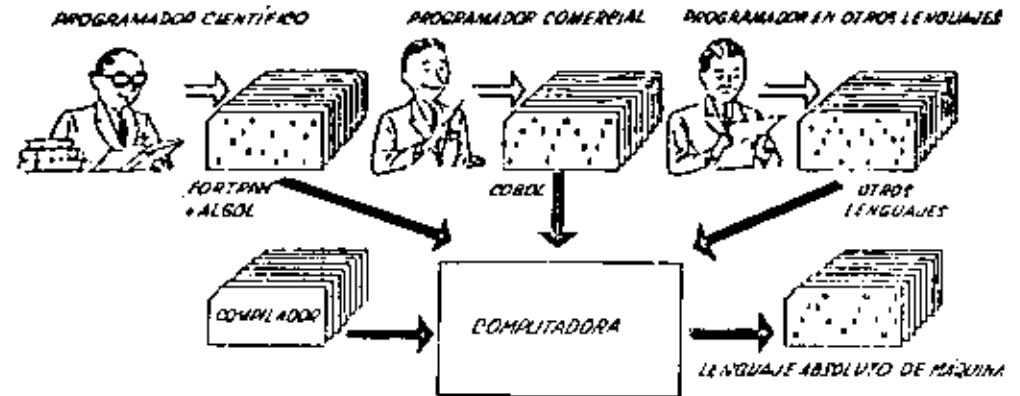 PROGRAMADOR CIENTÍFICO
PROGRAMADOR COMERCIAL
PROGRAMADOR EN OTROS LENGUAJES
FORTRAN
o ALGOL
COBOL
OTROS
LENGUAJES
COMPILADOR
COMPUTADORA
LENGUAJE ABSOLUTO DE MÁQUINA